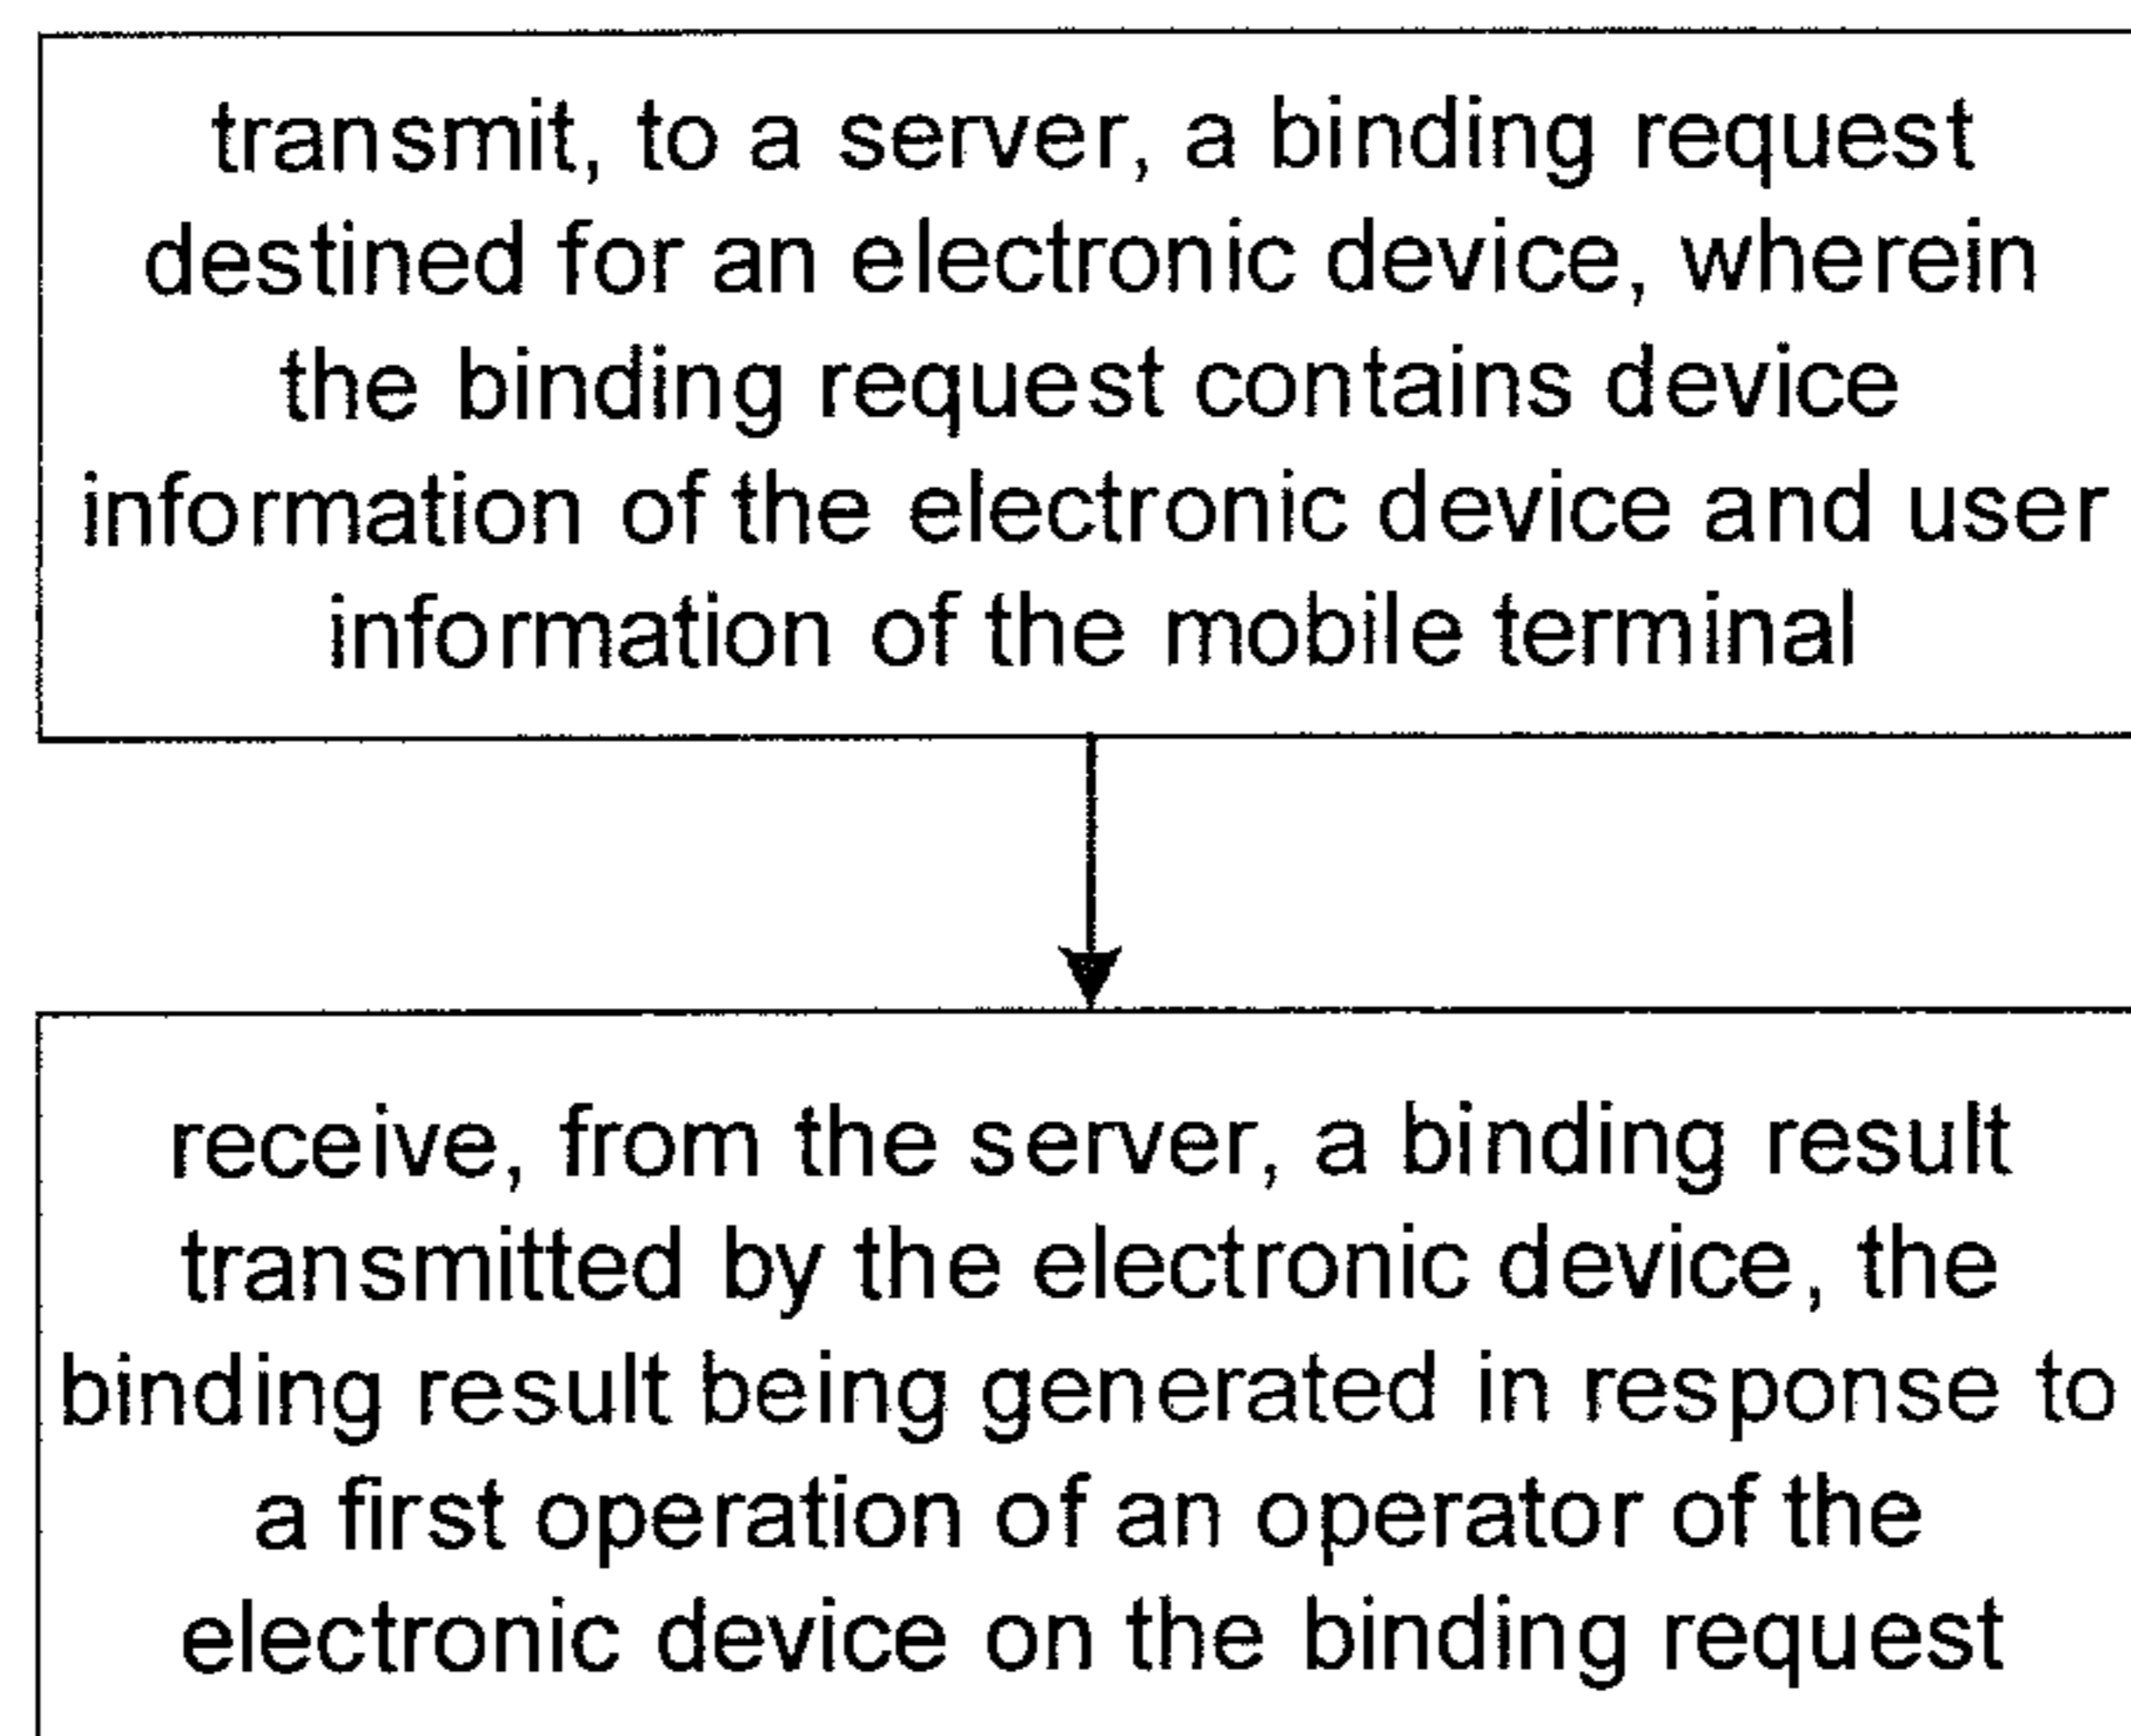 transmit, to a server, a binding request
destined for an electronic device, wherein
the binding request contains device
information of the electronic device and user
information of the mobile terminal
receive, from the server, a binding result
transmitted by the electronic device, the
binding result being generated in response to
a first operation of an operator of the
electronic device on the binding request